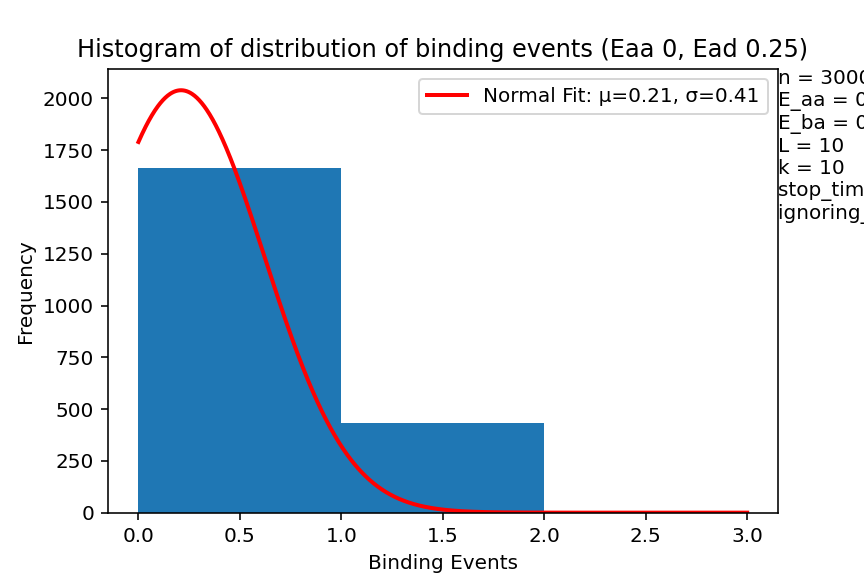 Histogram of distribution of binding events (Eaa 0, Ead 0.25)
Normal Fit: μ=0.21, σ=0.41
n = 3000
E_aa = 0
E_ba = 0
L = 10
k = 10
stop_tim
ignoring_
Frequency
2000
1750
1500
1250
1000
750
500
250
0
0.0 0.5 1.0 1.5 2.0 2.5 3.0
Binding Events